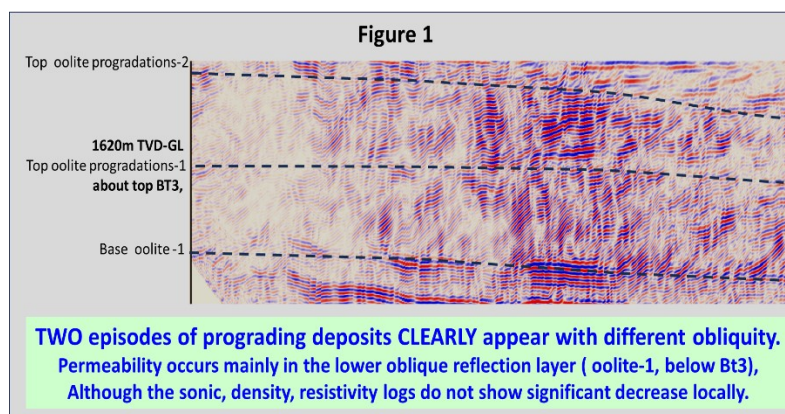 Figure 1
Top oolite progradations-2
1620m TVD-GL
Top oolite progradations-1
about top BT3,
Base oolite -1
TWO episodes of prograding deposits CLEARLY appear with different obliquity.
Permeability occurs mainly in the lower oblique reflection layer ( oolite-1, below Bt3),
Although the sonic, density, resistivity logs do not show significant decrease locally.